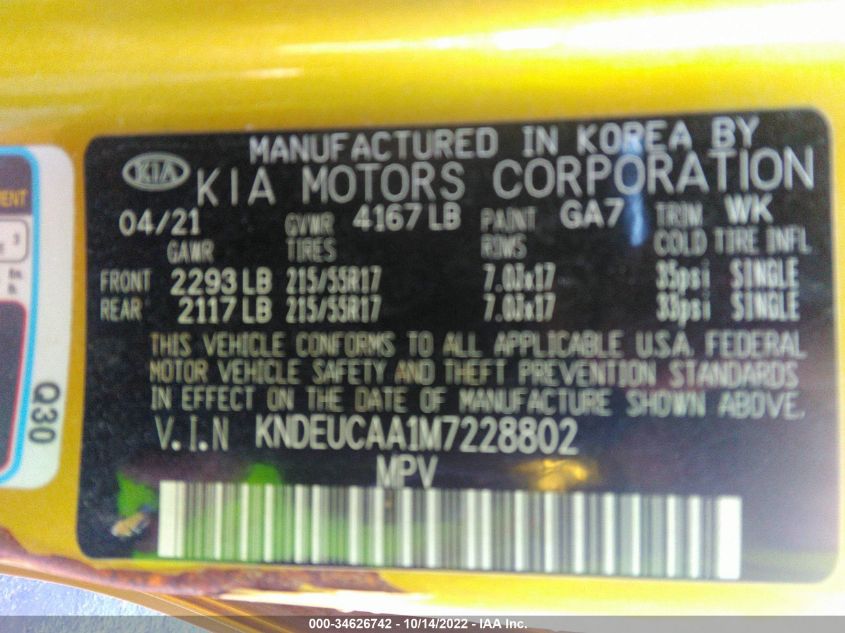 MANUFACTURED IN KOREA BY
KIA KIA MOTORS CORPORATION
04/21 GVWR 4167 LB PAINT GA7 TRIM WK
GAWR TIRES RIMS COLD TIRE INFL
FRONT 2293 LB 215/55R17 7.0Jx17 35psi SINGLE
REAR 2117 LB 215/55R17 7.0Jx17 33psi SINGLE
THIS VEHICLE CONFORMS TO ALL APPLICABLE U.S.A. FEDERAL
MOTOR VEHICLE SAFETY AND THEFT PREVENTION STANDARDS
IN EFFECT ON THE DATE OF MANUFACTURE SHOWN ABOVE.
V.I.N KNDEUCAA1M7228802
MPV
Q30
000-34626742 - 10/14/2022 - IAA Inc.